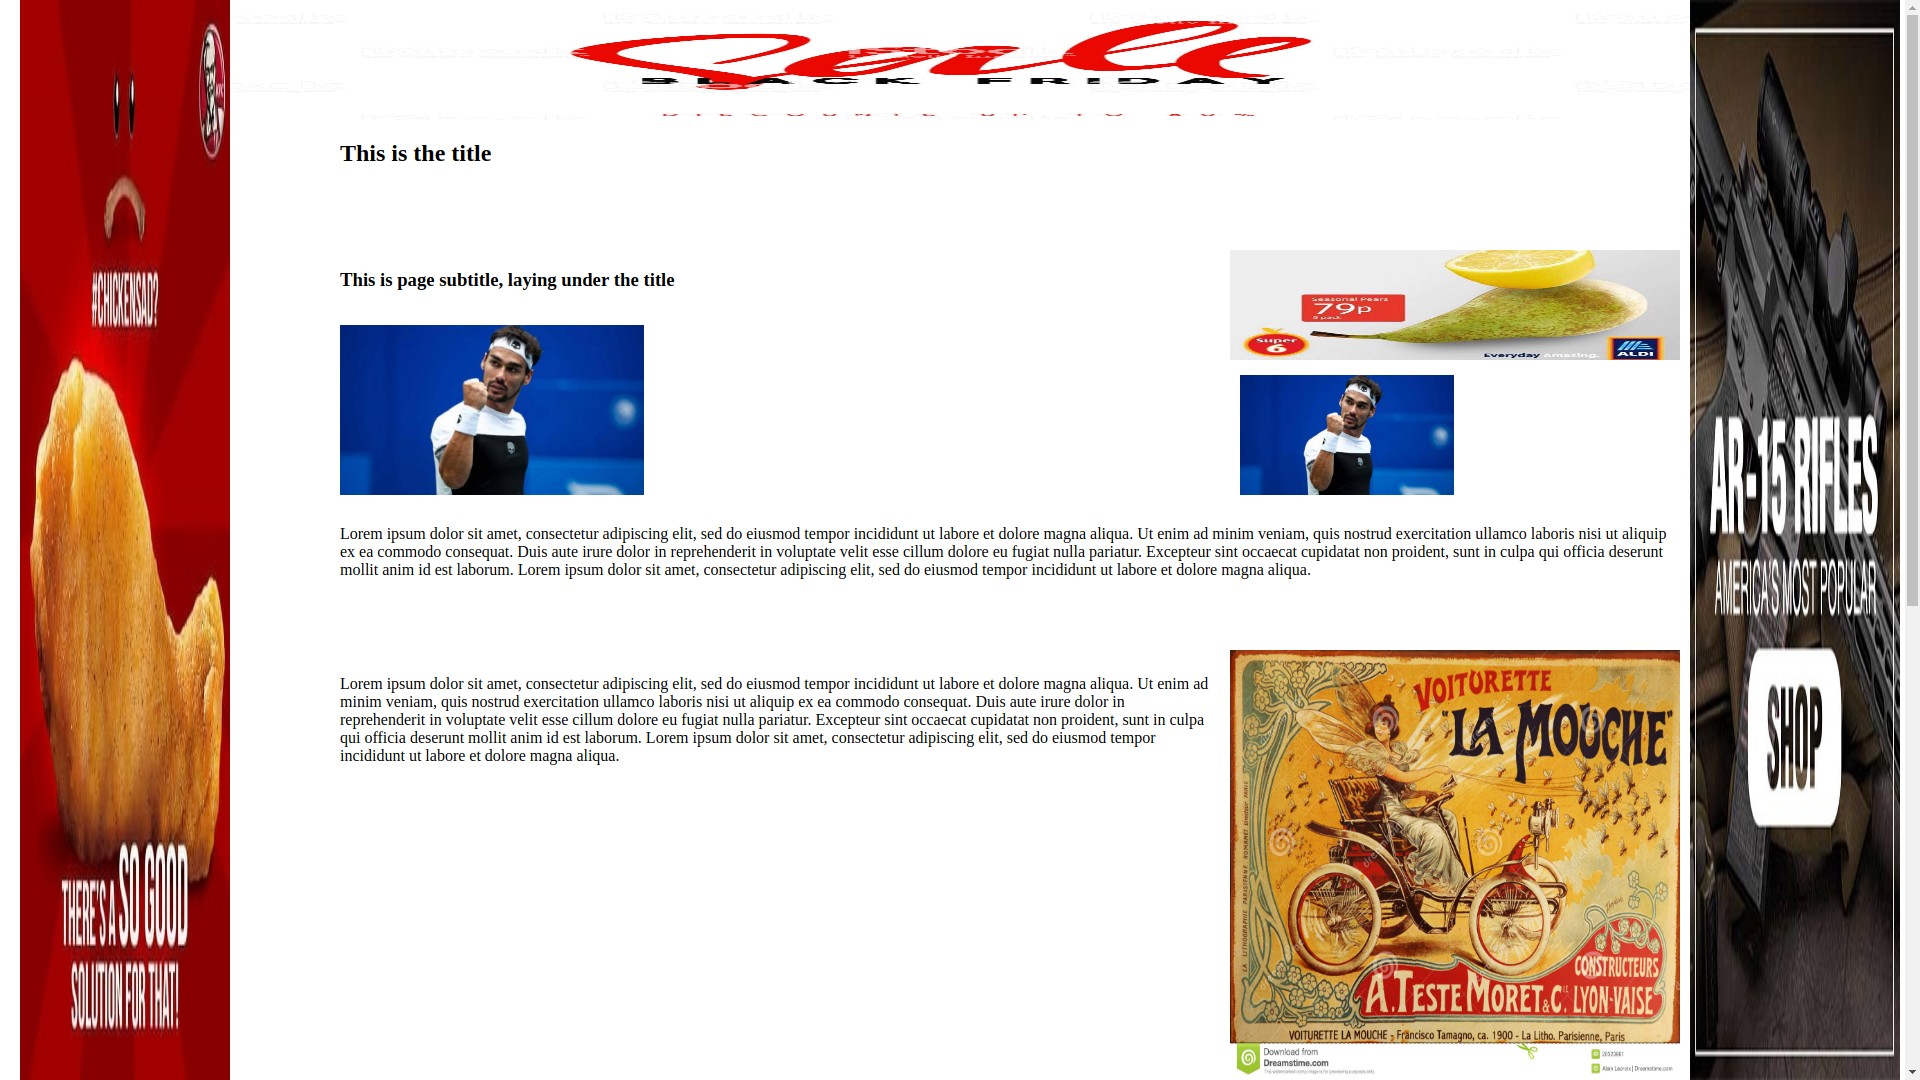 Sale
BLACK FRIDAY
This is the title
KFC
#CHICKENSAD?
THERE'S A SO GOOD
SOLUTION FOR THAT!
This is page subtitle, laying under the title
Seasonal Pears
79p
Super
6
Everyday Amazing.
ALDI
Lorem ipsum dolor sit amet, consectetur adipiscing elit, sed do eiusmod tempor incididunt ut labore et dolore magna aliqua. Ut enim ad minim veniam, quis nostrud exercitation ullamco laboris nisi ut aliquip
ex ea commodo consequat. Duis aute irure dolor in reprehenderit in voluptate velit esse cillum dolore eu fugiat nulla pariatur. Excepteur sint occaecat cupidatat non proident, sunt in culpa qui officia deserunt
mollit anim id est laborum. Lorem ipsum dolor sit amet, consectetur adipiscing elit, sed do eiusmod tempor incididunt ut labore et dolore magna aliqua.
Lorem ipsum dolor sit amet, consectetur adipiscing elit, sed do eiusmod tempor incididunt ut labore et dolore magna aliqua. Ut enim ad
minim veniam, quis nostrud exercitation ullamco laboris nisi ut aliquip ex ea commodo consequat. Duis aute irure dolor in
reprehenderit in voluptate velit esse cillum dolore eu fugiat nulla pariatur. Excepteur sint occaecat cupidatat non proident, sunt in culpa
qui officia deserunt mollit anim id est laborum. Lorem ipsum dolor sit amet, consectetur adipiscing elit, sed do eiusmod tempor
incididunt ut labore et dolore magna aliqua.
VOITURETTE
"LA MOUCHE"
CONSTRUCTEURS
A. TESTE MORET & Cie LYON-VAISE
VOITURETTE LA MOUCHE - Francisco Tamagno, ca. 1900 - La Litho. Parisienne, Paris
Download from
Dreamstime.com
Alan Lacroix | Dreamstime.com
AR-15 RIFLES
AMERICA'S MOST POPULAR
SHOP